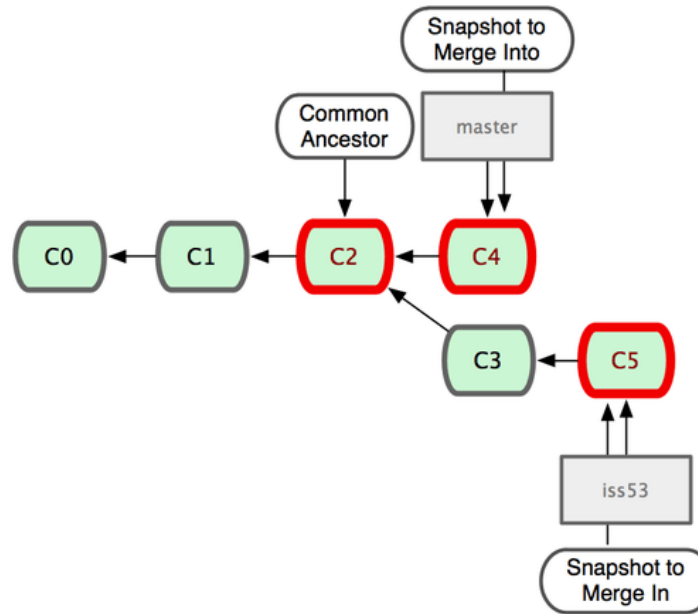 Snapshot to
Merge Into
Common
Ancestor
master
C0
C1
C2
C4
C3
C5
iss53
Snapshot to
Merge In